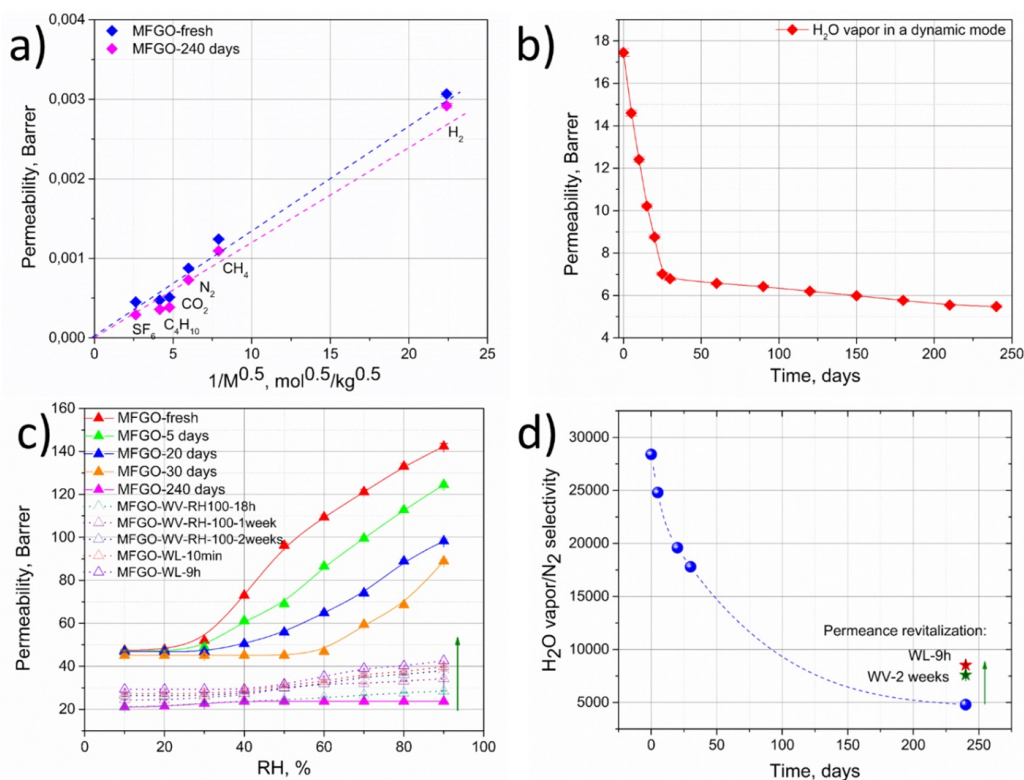 a)
MFGO-fresh
MFGO-240 days
0,004
0,003
0,002
0,001
0,000
Permeability, Barrer
H2
CH4
N2
CO2
C4H10
SF6
0
5
10
15
20
25
1/M^0.5, mol^0.5/kg^0.5
b)
H2O vapor in a dynamic mode
18
16
14
12
10
8
6
4
Permeability, Barrer
0
50
100
150
200
250
Time, days
c)
MFGO-fresh
MFGO-5 days
MFGO-20 days
MFGO-30 days
MFGO-240 days
MFGO-WV-RH100-18h
MFGO-WV-RH-100-1week
MFGO-WV-RH-100-2weeks
MFGO-WL-10min
MFGO-WL-9h
160
140
120
100
80
60
40
20
Permeability, Barrer
0
20
40
60
80
100
RH, %
d)
30000
25000
20000
15000
10000
5000
H2O vapor/N2 selectivity
Permeance revitalization:
WL-9h
WV-2 weeks
0
50
100
150
200
250
Time, days